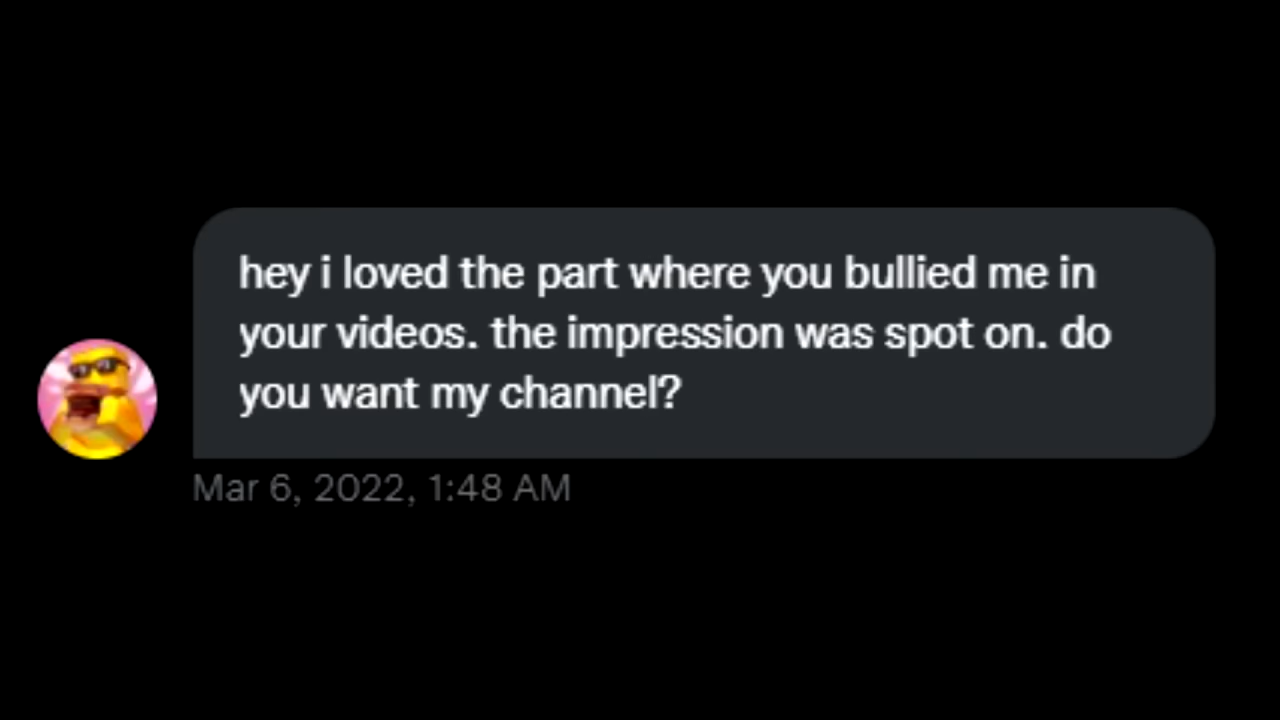 hey i loved the part where you bullied me in
your videos. the impression was spot on. do
you want my channel?
Mar 6, 2022, 1:48 AM